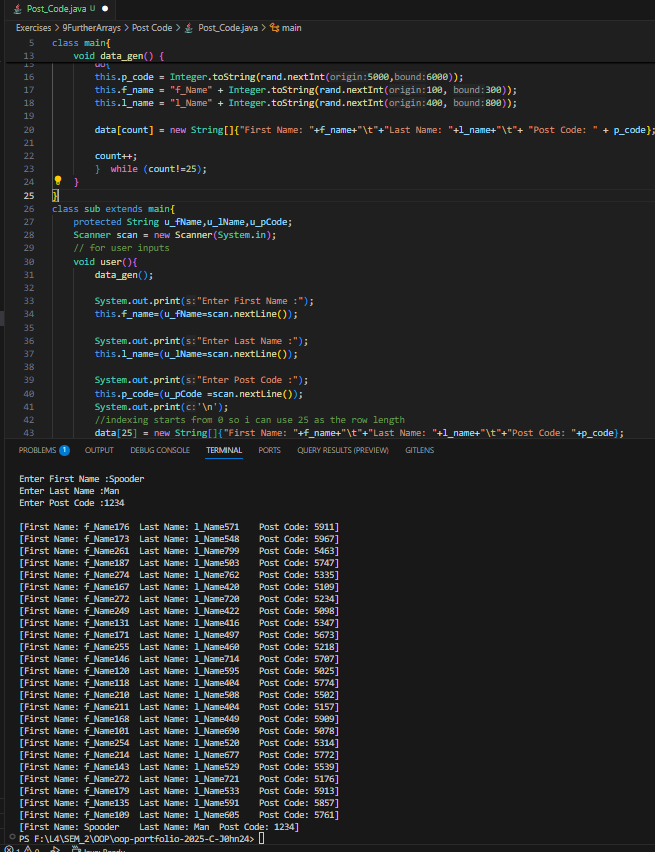 Post_Code.java U
Exercises > 9FurtherArrays > Post Code > Post_Code.java > main
5 class main{
13 void data_gen() {
15 do{
16 this.p_code = Integer.toString(rand.nextInt(origin:5000,bound:6000));
17 this.f_name = "f_Name" + Integer.toString(rand.nextInt(origin:100, bound:300));
18 this.l_name = "l_Name" + Integer.toString(rand.nextInt(origin:400, bound:800));
19
20 data[count] = new String[]{"First Name: "+f_name+"\t"+"Last Name: "+l_name+"\t"+ "Post Code: " + p_code};
21
22 count++;
23 } while (count!=25);
24 }
25 }
26 class sub extends main{
27 protected String u_fName,u_lName,u_pCode;
28 Scanner scan = new Scanner(System.in);
29 // for user inputs
30 void user(){
31 data_gen();
32
33 System.out.print(s:"Enter First Name :");
34 this.f_name=(u_fName=scan.nextLine());
35
36 System.out.print(s:"Enter Last Name :");
37 this.l_name=(u_lName=scan.nextLine());
38
39 System.out.print(s:"Enter Post Code :");
40 this.p_code=(u_pCode =scan.nextLine());
41 System.out.print(c:'\n');
42 //indexing starts from 0 so i can use 25 as the row length
43 data[25] = new String[]{"First Name: "+f_name+"\t"+"Last Name: "+l_name+"\t"+"Post Code: "+p_code};
PROBLEMS 1 OUTPUT DEBUG CONSOLE TERMINAL PORTS QUERY RESULTS (PREVIEW) GITLENS
Enter First Name :Spooder
Enter Last Name :Man
Enter Post Code :1234
[First Name: f_Name176 Last Name: l_Name571 Post Code: 5911]
[First Name: f_Name173 Last Name: l_Name548 Post Code: 5967]
[First Name: f_Name261 Last Name: l_Name799 Post Code: 5463]
[First Name: f_Name187 Last Name: l_Name503 Post Code: 5747]
[First Name: f_Name274 Last Name: l_Name762 Post Code: 5335]
[First Name: f_Name167 Last Name: l_Name420 Post Code: 5109]
[First Name: f_Name272 Last Name: l_Name720 Post Code: 5234]
[First Name: f_Name249 Last Name: l_Name422 Post Code: 5098]
[First Name: f_Name131 Last Name: l_Name416 Post Code: 5347]
[First Name: f_Name171 Last Name: l_Name497 Post Code: 5673]
[First Name: f_Name255 Last Name: l_Name460 Post Code: 5218]
[First Name: f_Name146 Last Name: l_Name714 Post Code: 5707]
[First Name: f_Name120 Last Name: l_Name595 Post Code: 5025]
[First Name: f_Name118 Last Name: l_Name404 Post Code: 5774]
[First Name: f_Name210 Last Name: l_Name508 Post Code: 5502]
[First Name: f_Name211 Last Name: l_Name404 Post Code: 5157]
[First Name: f_Name168 Last Name: l_Name449 Post Code: 5909]
[First Name: f_Name101 Last Name: l_Name690 Post Code: 5078]
[First Name: f_Name254 Last Name: l_Name520 Post Code: 5314]
[First Name: f_Name214 Last Name: l_Name677 Post Code: 5772]
[First Name: f_Name143 Last Name: l_Name529 Post Code: 5539]
[First Name: f_Name272 Last Name: l_Name721 Post Code: 5176]
[First Name: f_Name179 Last Name: l_Name533 Post Code: 5913]
[First Name: f_Name135 Last Name: l_Name591 Post Code: 5857]
[First Name: f_Name109 Last Name: l_Name605 Post Code: 5761]
[First Name: Spooder Last Name: Man Post Code: 1234]
PS F:\L4\SEM_2\OOP\oop-portfolio-2025-C-J0hn24>